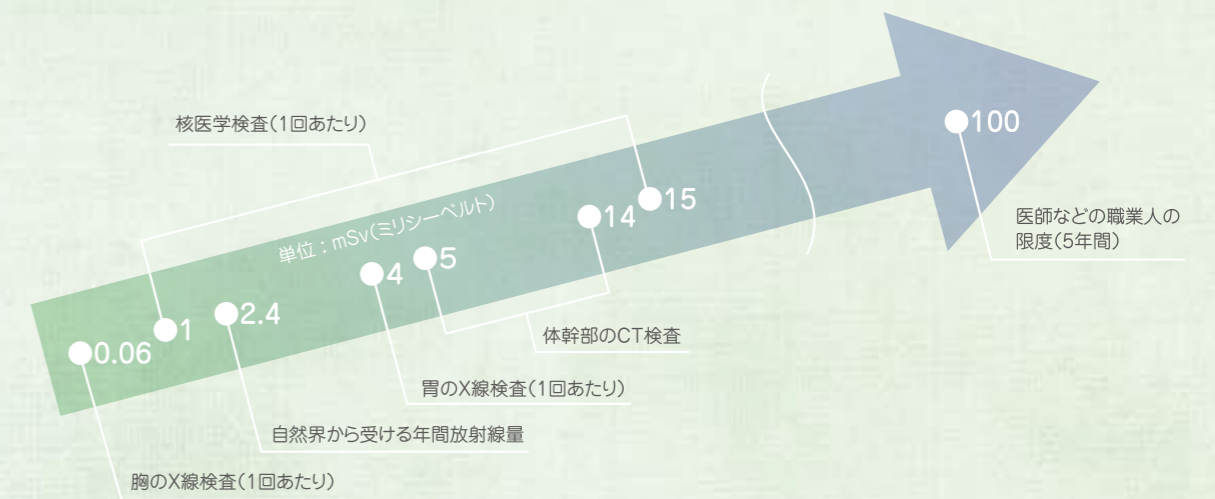 核医学検査(1回あたり)
単位：mSv(ミリシーベルト)
0.06
1
2.4
4
5
14
15
100
医師などの職業人の
限度(5年間)
体幹部のCT検査
胃のX線検査(1回あたり)
自然界から受ける年間放射線量
胸のX線検査(1回あたり)